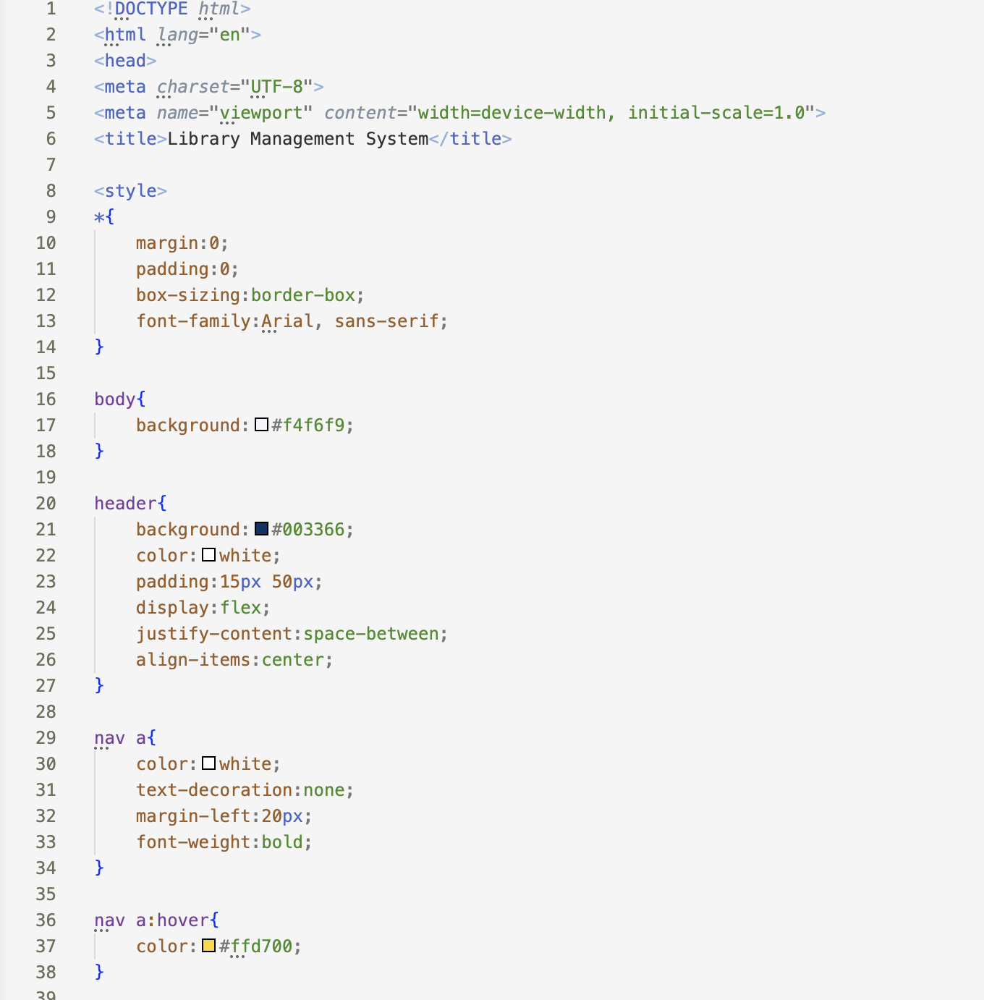 1 <!DOCTYPE html>
2 <html lang="en">
3 <head>
4 <meta charset="UTF-8">
5 <meta name="viewport" content="width=device-width, initial-scale=1.0">
6 <title>Library Management System</title>
7
8 <style>
9 *{
10     margin:0;
11     padding:0;
12     box-sizing:border-box;
13     font-family:Arial, sans-serif;
14 }
15
16 body{
17     background:#f4f6f9;
18 }
19
20 header{
21     background:#003366;
22     color:white;
23     padding:15px 50px;
24     display:flex;
25     justify-content:space-between;
26     align-items:center;
27 }
28
29 nav a{
30     color:white;
31     text-decoration:none;
32     margin-left:20px;
33     font-weight:bold;
34 }
35
36 nav a:hover{
37     color:#ffd700;
38 }
39